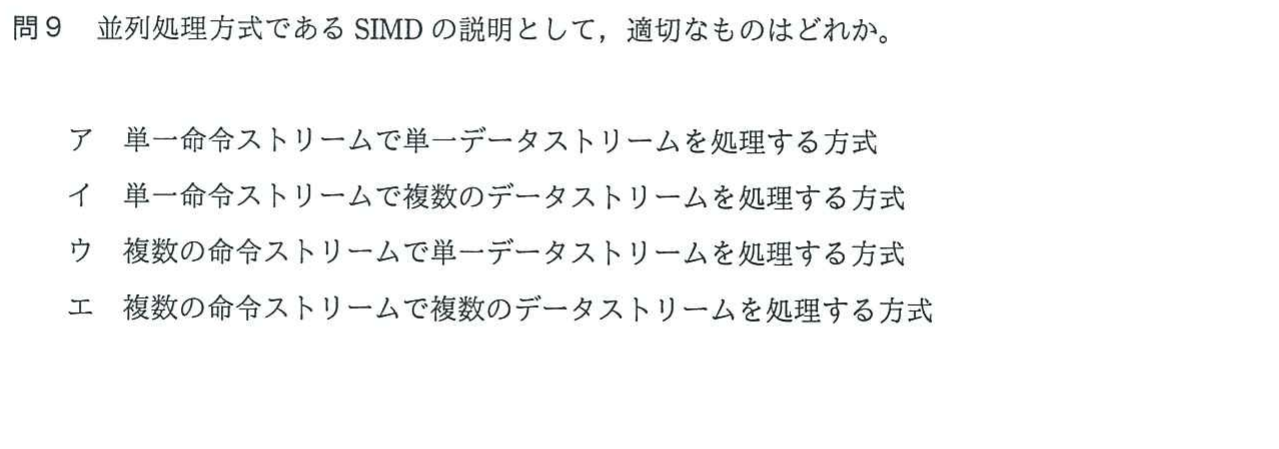 問9 並列処理方式である SIMD の説明として，適切なものはどれか。
ア 単一命令ストリームで単一データストリームを処理する方式
イ 単一命令ストリームで複数のデータストリームを処理する方式
ウ 複数の命令ストリームで単一データストリームを処理する方式
エ 複数の命令ストリームで複数のデータストリームを処理する方式